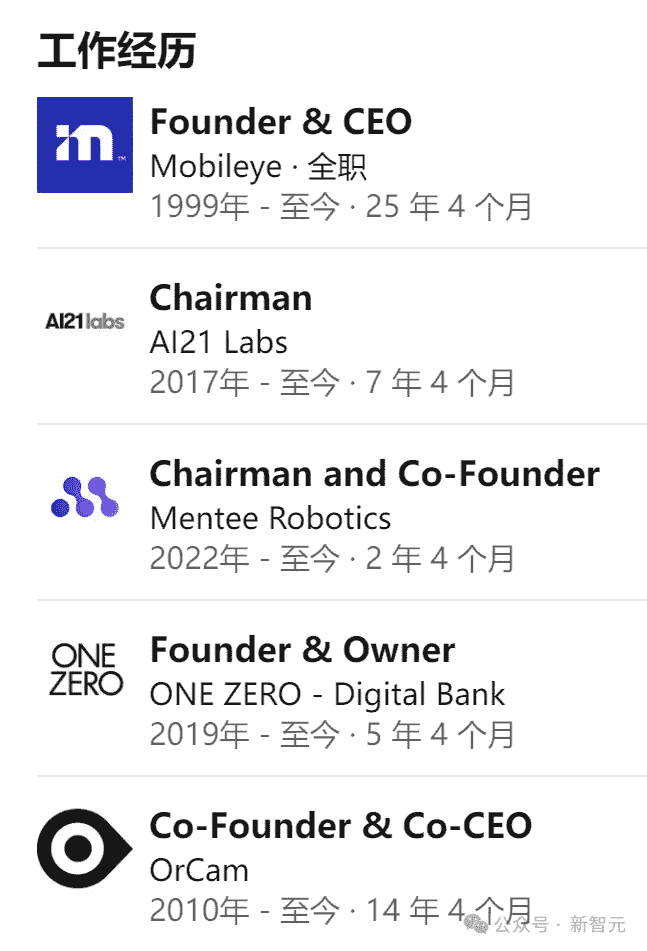 工作经历
Founder & CEO
Mobileye · 全职
1999年 - 至今 · 25 年 4 个月
AI21labs
Chairman
AI21 Labs
2017年 - 至今 · 7 年 4 个月
Chairman and Co-Founder
Mentee Robotics
2022年 - 至今 · 2 年 4 个月
ONE
ZERO
Founder & Owner
ONE ZERO - Digital Bank
2019年 - 至今 · 5 年 4 个月
Co-Founder & Co-CEO
OrCam
2010年 - 至今 · 14 年 4 个月
公众号 · 新智元